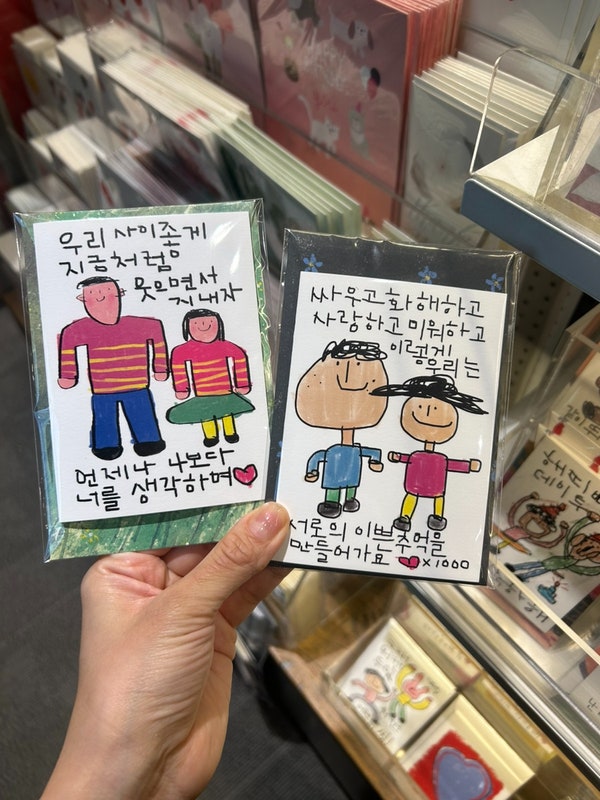 우리 사이좋게
지금처럼
웃으면서
지내자
언제나 나보다
너를 생각하며
싸우고 화해하고
사랑하고 미워하고
이렇게
우리는
서로의 이쁜 추억을
만들어가요 x1000